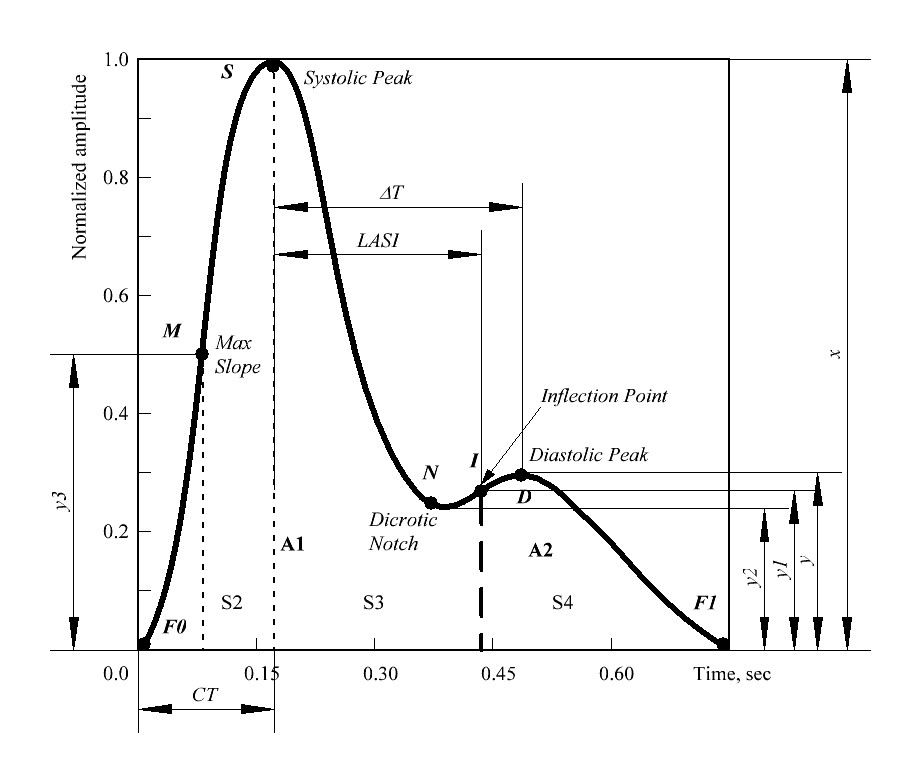 1.0
S
Systolic Peak
Normalized amplitude
0.8
ΔT
LASI
0.6
M
Max
Slope
x
0.4
Inflection Point
N
I
Diastolic Peak
D
y3
Dicrotic
Notch
0.2
A1
A2
y2
y1
y
S2
S3
S4
F0
F1
0.0
0.15
0.30
0.45
0.60
Time, sec
CT